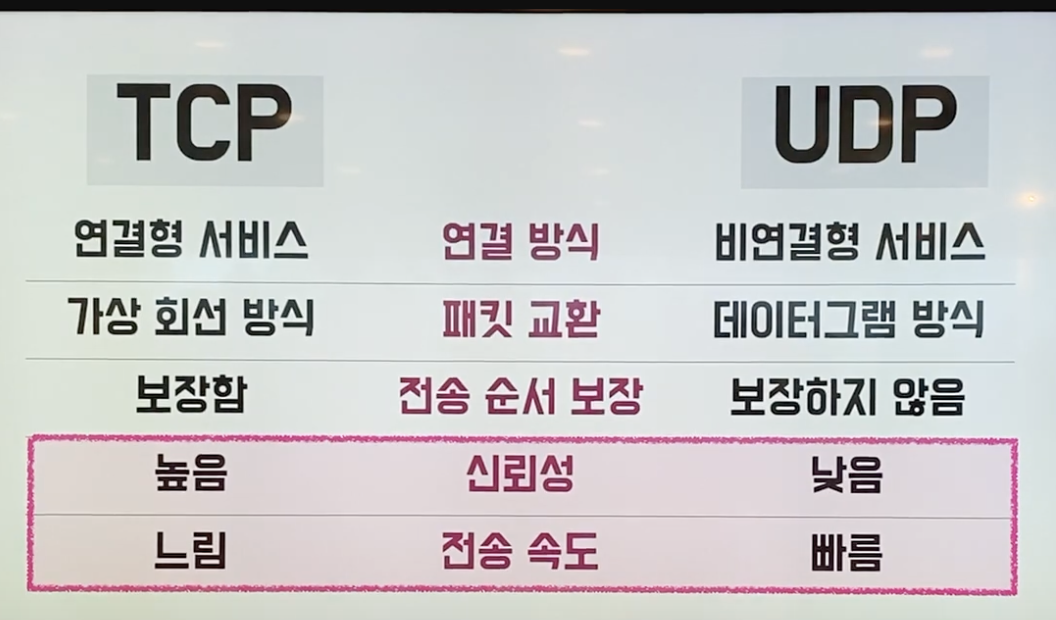 TCP UDP
연결형 서비스 연결 방식 비연결형 서비스
가상 회선 방식 패킷 교환 데이터그램 방식
보장함 전송 순서 보장 보장하지 않음
높음 신뢰성 낮음
느림 전송 속도 빠름